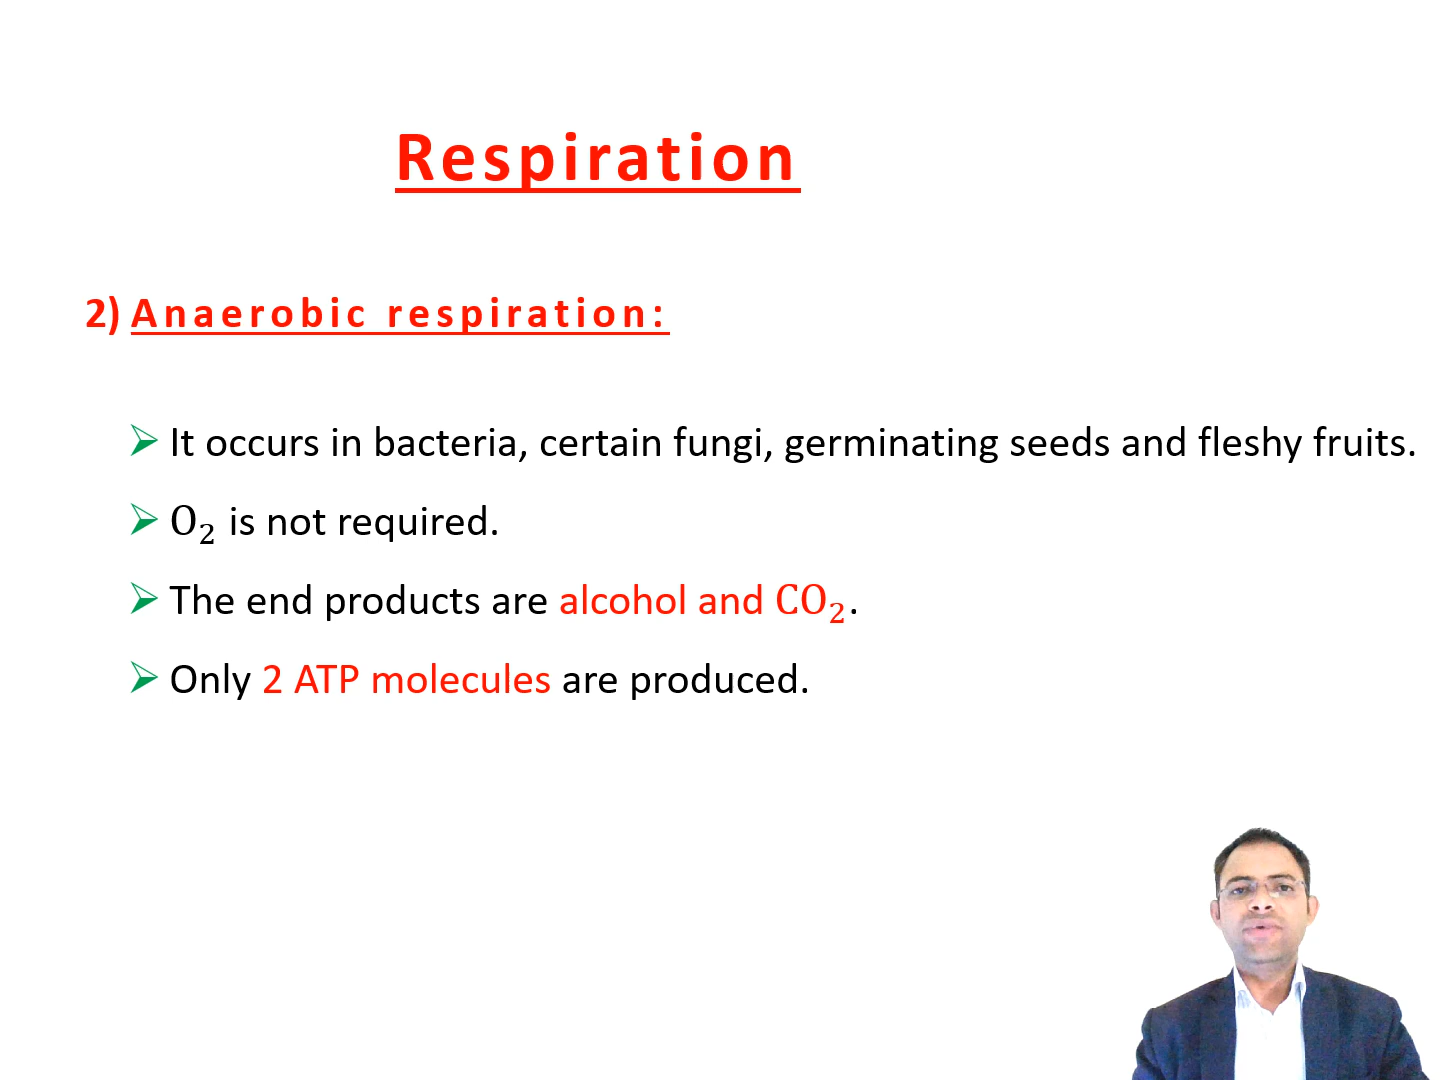 Respiration
2) Anaerobic respiration:
➢ It occurs in bacteria, certain fungi, germinating seeds and fleshy fruits.
➢ O₂ is not required.
➢ The end products are alcohol and CO₂.
➢ Only 2 ATP molecules are produced.